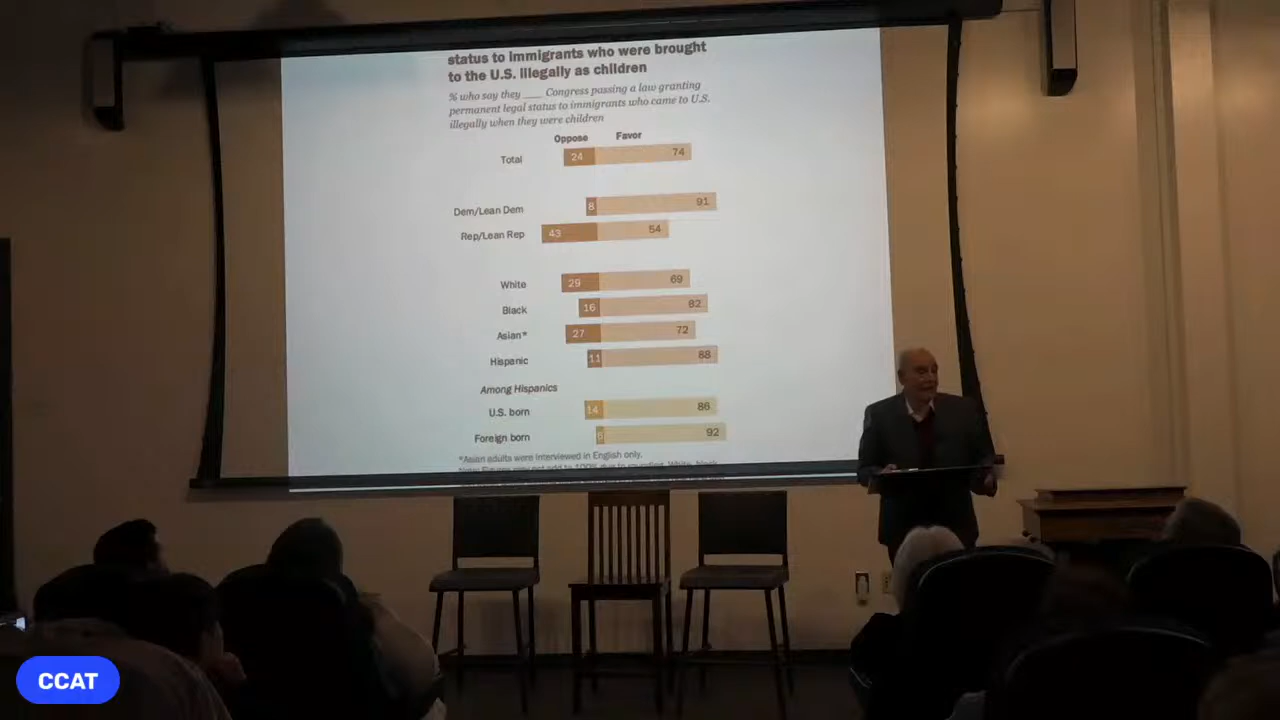 status to immigrants who were brought
to the U.S. illegally as children
% who say they ___ Congress passing a law granting
permanent legal status to immigrants who came to U.S.
illegally when they were children
Oppose Favor
Total 24 74
Dem/Lean Dem 8 91
Rep/Lean Rep 43 54
White 29 69
Black 16 82
Asian* 27 72
Hispanic 11 88
Among Hispanics
U.S. born 14 86
Foreign born 92
*Asian adults were interviewed in English only.
CCAT